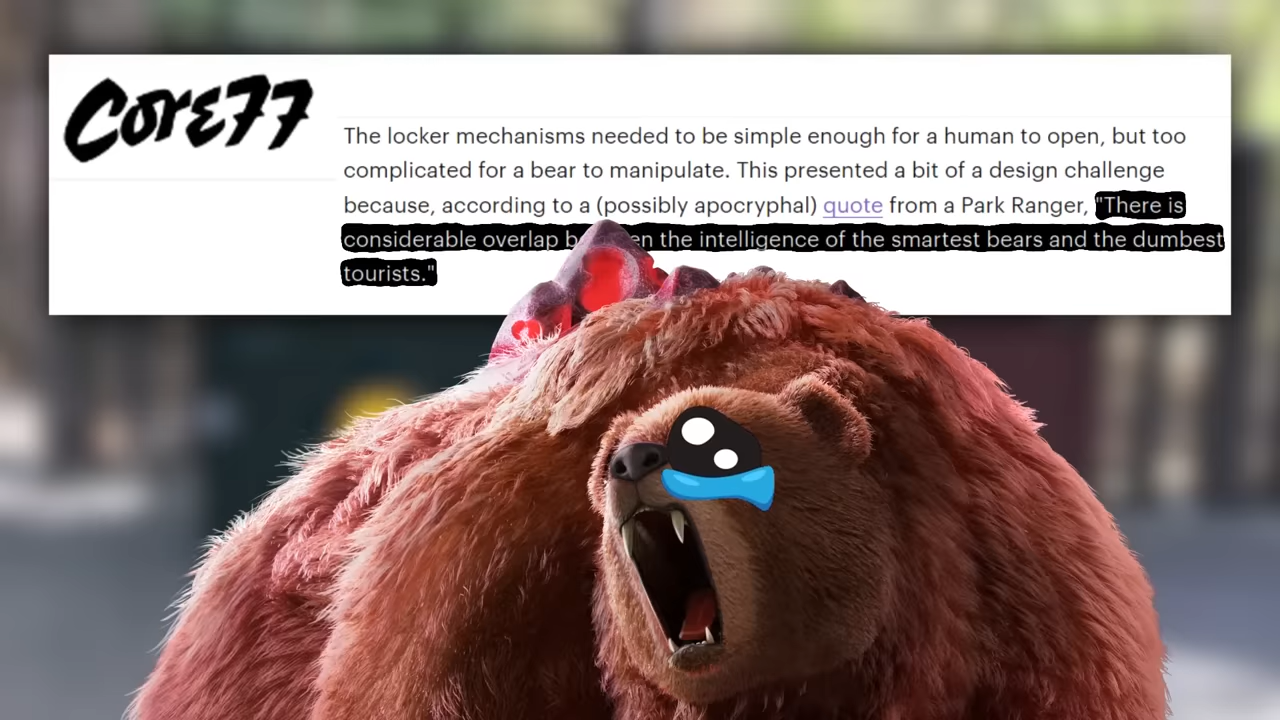 CORE77
The locker mechanisms needed to be simple enough for a human to open, but too
complicated for a bear to manipulate. This presented a bit of a design challenge
because, according to a (possibly apocryphal) quote from a Park Ranger, "There is
considerable overlap the intelligence of the smartest bears and the dumbest
tourists."